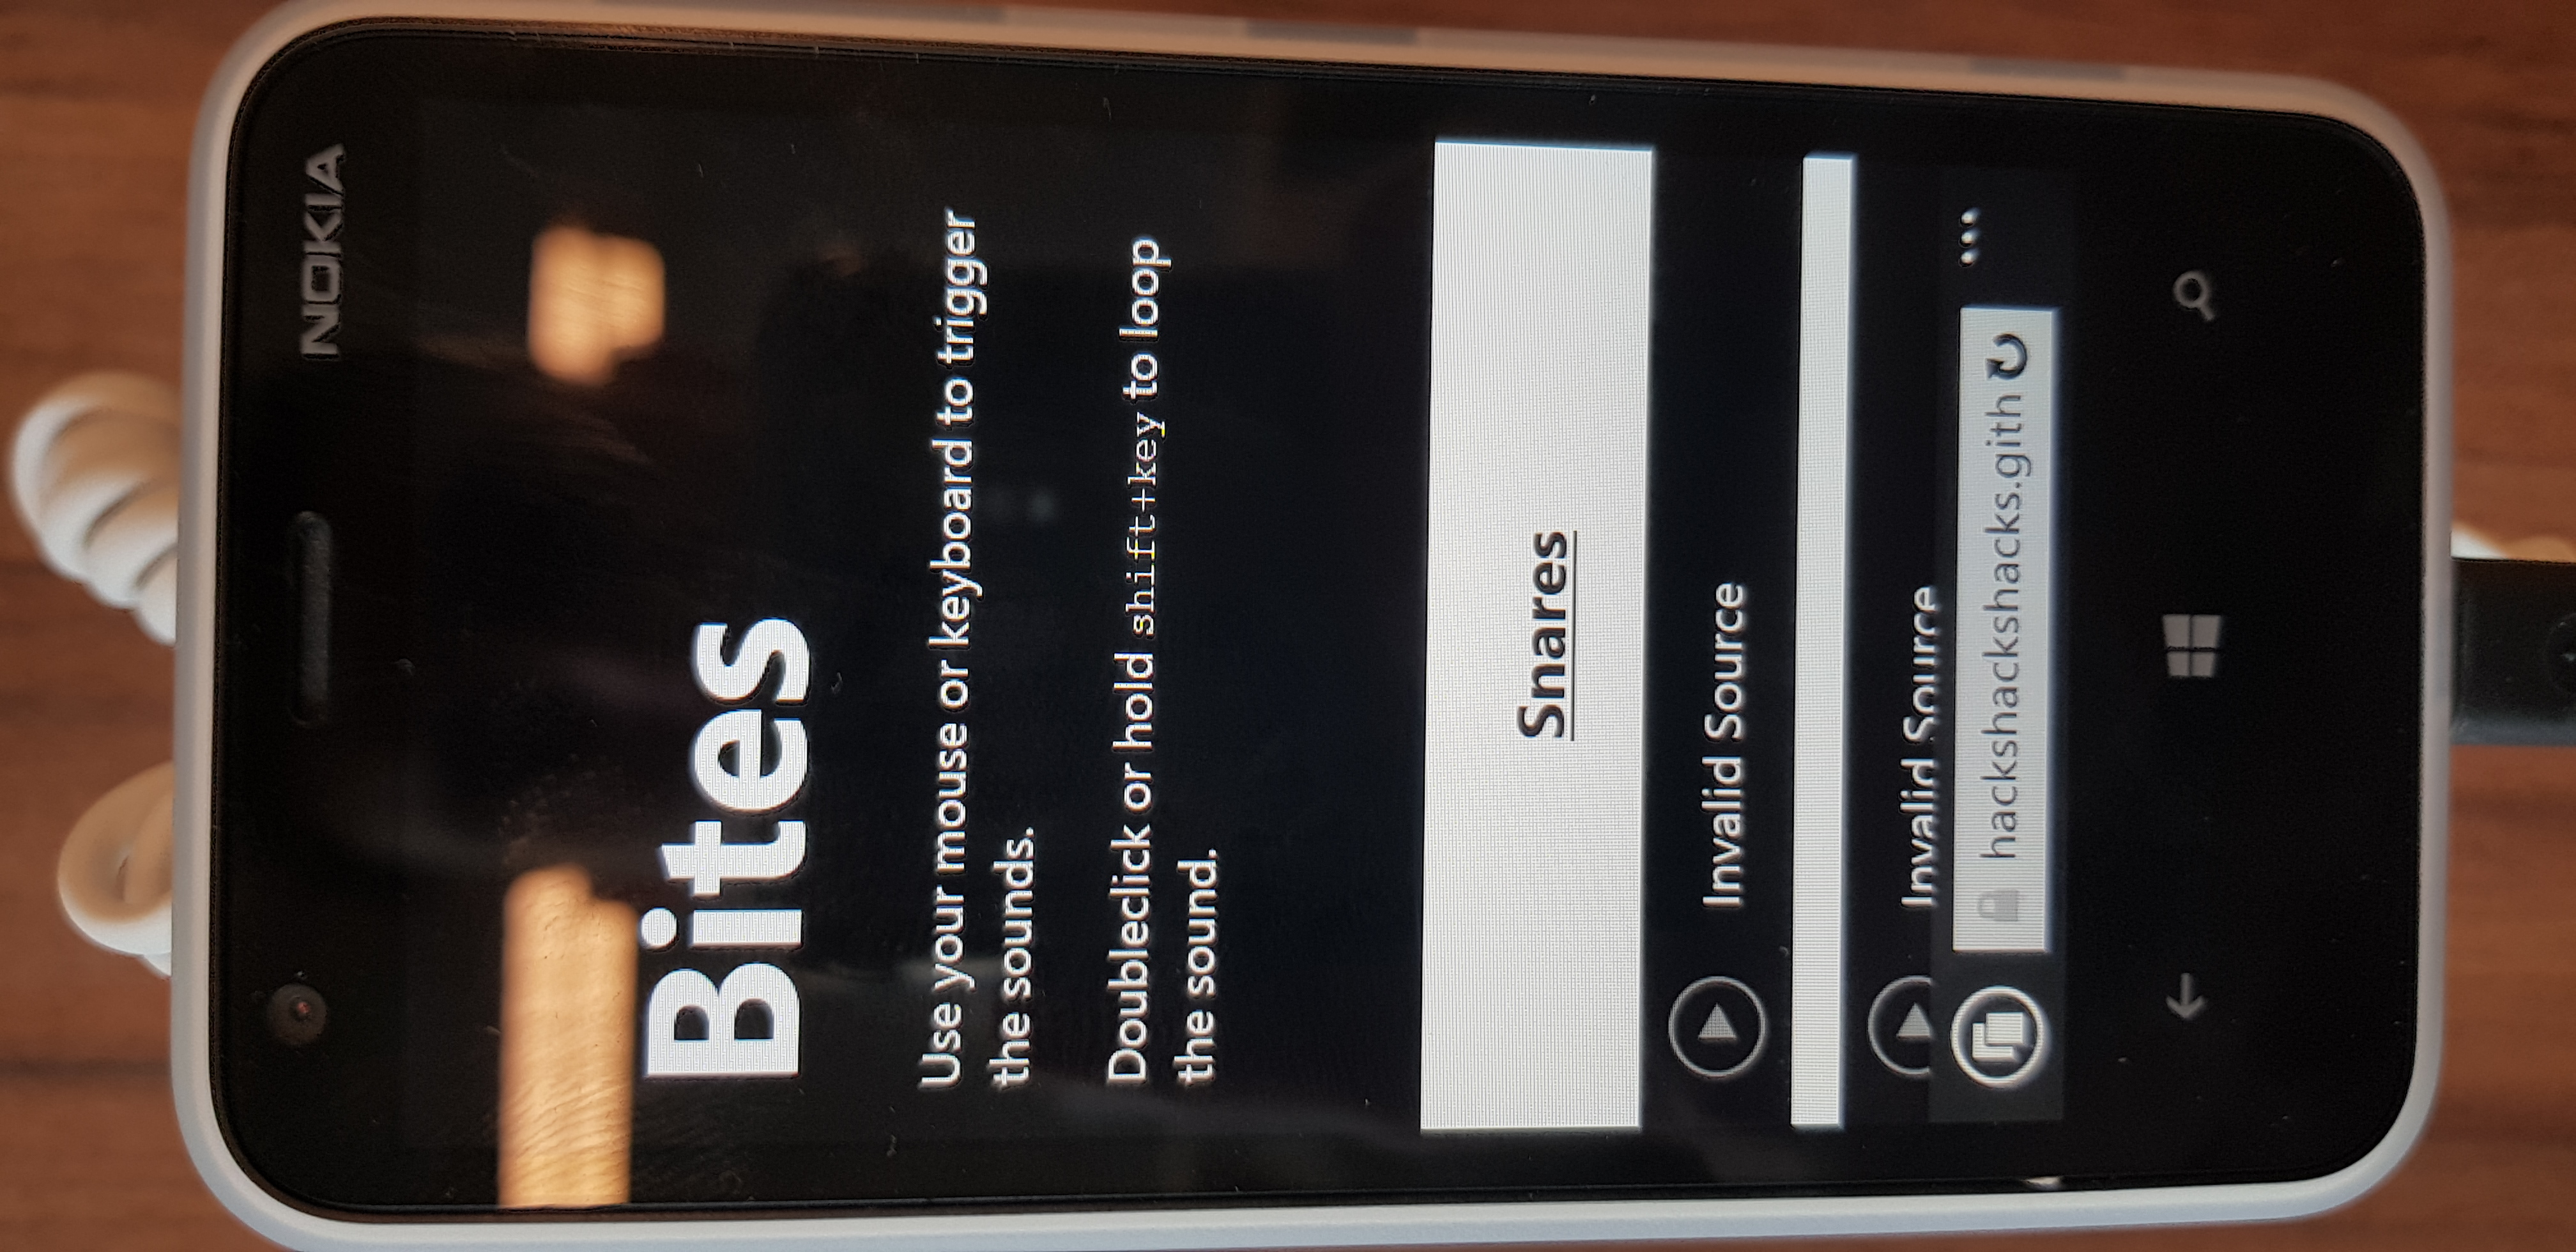 NOKIA
Bites
Use your mouse or keyboard to trigger
the sounds.
Doubleclick or hold shift+key to loop
the sound.
Snares
Invalid Source
Invalid Source
hackshackshacks.gith